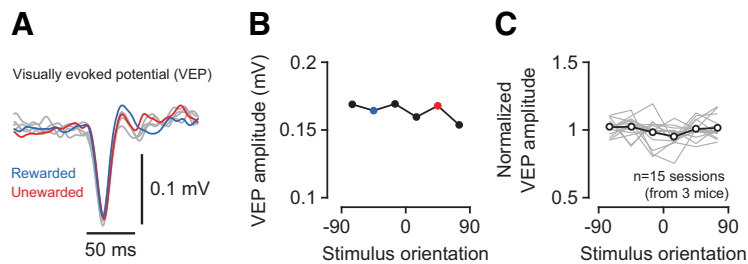 A
Visually evoked potential (VEP)
Rewarded
Unewarded
0.1 mV
50 ms
B
VEP amplitude (mV)
0.2
0.15
0.1
-90
0
90
Stimulus orientation
C
Normalized
VEP amplitude
1.5
1
0.5
n=15 sessions
(from 3 mice)
-90
0
90
Stimulus orientation